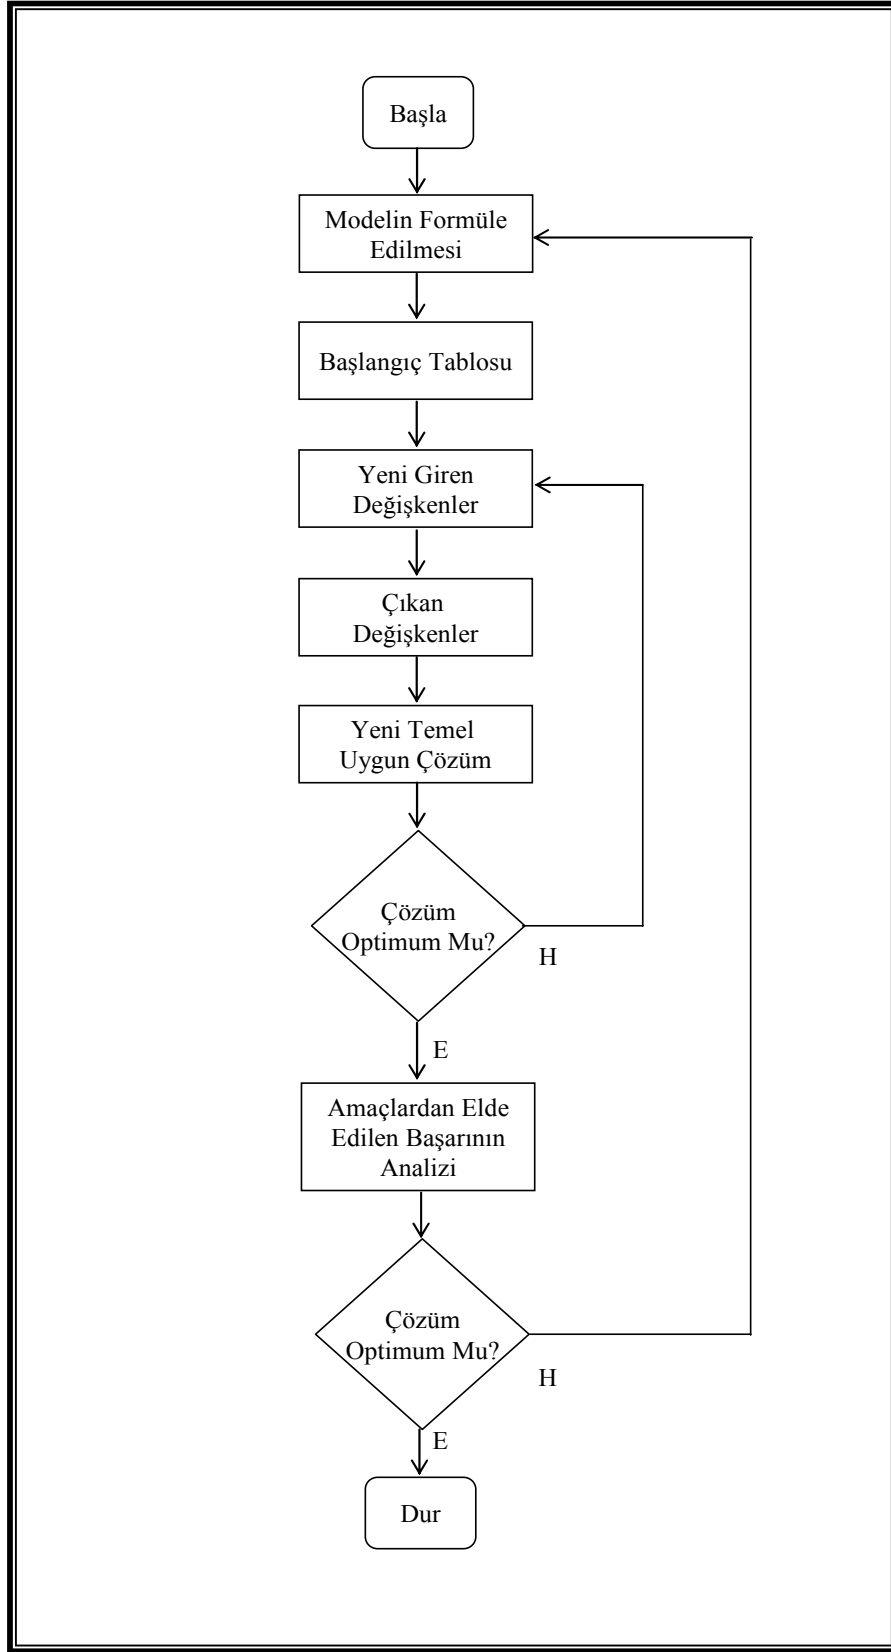 Başla
Modelin Formüle
Edilmesi
Başlangıç Tablosu
Yeni Giren
Değişkenler
Çıkan
Değişkenler
Yeni Temel
Uygun Çözüm
Çözüm
Optimum Mu?
H
E
Amaçlardan Elde
Edilen Başarının
Analizi
Çözüm
Optimum Mu?
H
E
Dur